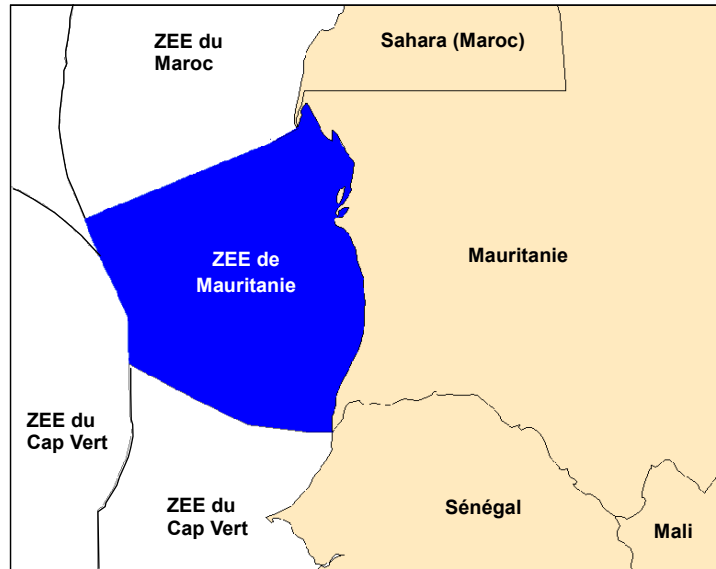 ZEE du
Maroc
Sahara (Maroc)
ZEE de
Mauritanie
Mauritanie
ZEE du
Cap Vert
ZEE du
Cap Vert
Sénégal
Mali